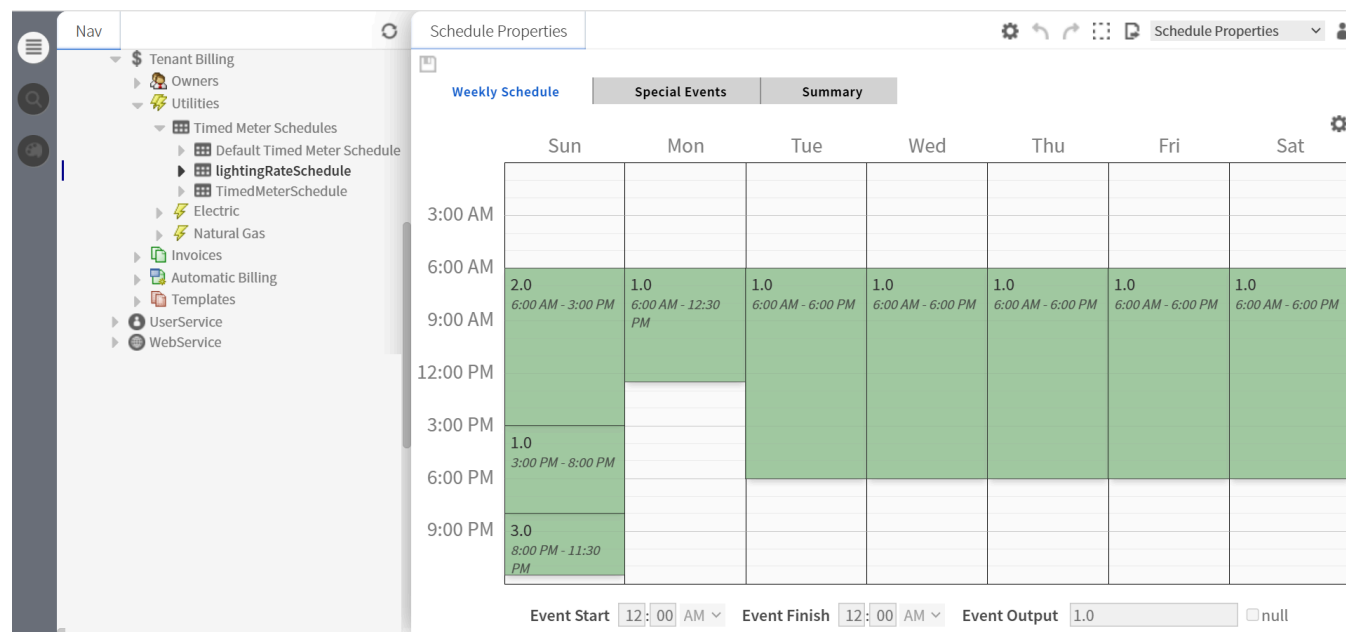 Nav
Tenant Billing
Owners
Utilities
Timed Meter Schedules
Default Timed Meter Schedule
lightingRateSchedule
TimedMeterSchedule
Electric
Natural Gas
Invoices
Automatic Billing
Templates
UserService
WebService
Schedule Properties
Schedule Properties
Weekly Schedule Special Events Summary
Sun Mon Tue Wed Thu Fri Sat
3:00 AM
6:00 AM
9:00 AM
12:00 PM
3:00 PM
6:00 PM
9:00 PM
2.0
6:00 AM - 3:00 PM
1.0
3:00 PM - 8:00 PM
3.0
8:00 PM - 11:30
PM
1.0
6:00 AM - 12:30
PM
1.0
6:00 AM - 6:00 PM
1.0
6:00 AM - 6:00 PM
1.0
6:00 AM - 6:00 PM
1.0
6:00 AM - 6:00 PM
1.0
6:00 AM - 6:00 PM
Event Start 12 : 00 AM Event Finish 12 : 00 AM Event Output 1.0 null